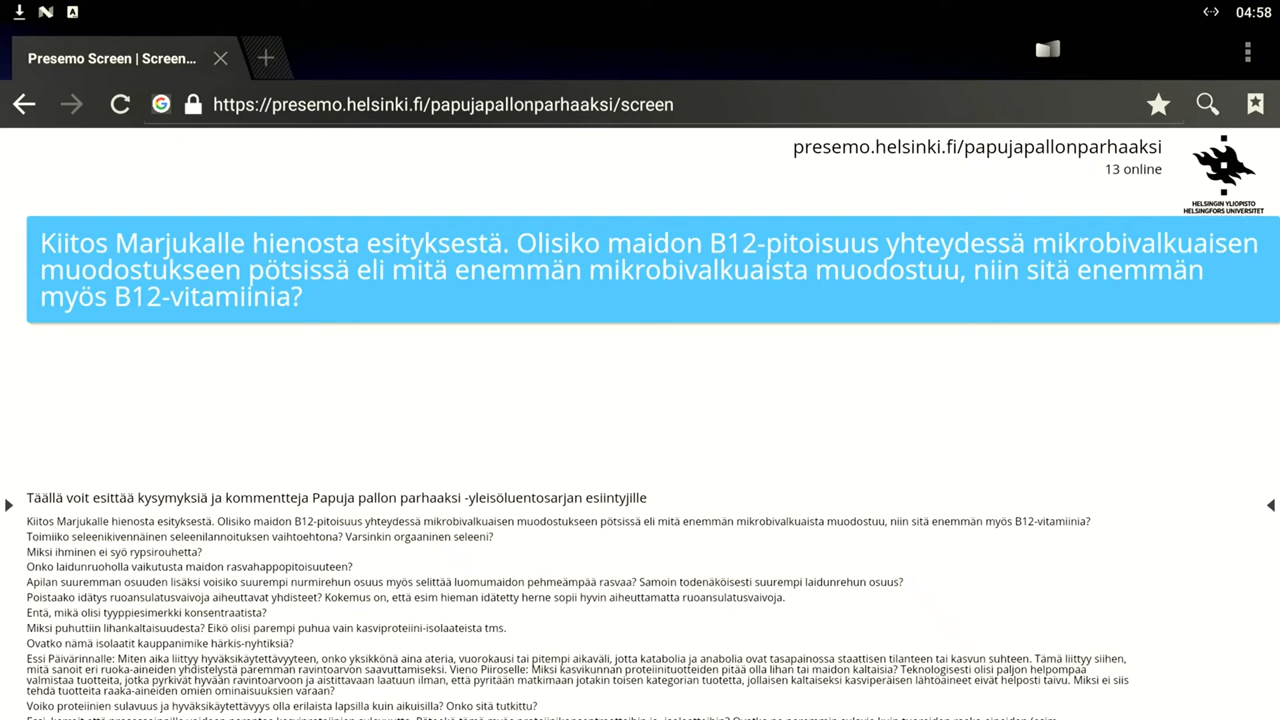 04:58
Presemo Screen | Screen...
https://presemo.helsinki.fi/papujapallonparhaaksi/screen
presemo.helsinki.fi/papujapallonparhaaksi
13 online
HELSINGIN YLIOPISTO
HELSINGFORS UNIVERSITET
Kiitos Marjukalle hienosta esityksestä. Olisiko maidon B12-pitoisuus yhteydessä mikrobivalkuaisen
muodostukseen pötsissä eli mitä enemmän mikrobivalkuaista muodostuu, niin sitä enemmän
myös B12-vitamiinia?
Täällä voit esittää kysymyksiä ja kommentteja Papuja pallon parhaaksi -yleisöluentosarjan esiintyjille
Kiitos Marjukalle hienosta esityksestä. Olisiko maidon B12-pitoisuus yhteydessä mikrobivalkuaisen muodostukseen pötsissä eli mitä enemmän mikrobivalkuaista muodostuu, niin sitä enemmän myös B12-vitamiinia?
Toimiiko seleenikivennäinen seleenilannoituksen vaihtoehtona? Varsinkin orgaaninen seleeni?
Miksi ihminen ei syö rypsirouhetta?
Onko laidunruoholla vaikutusta maidon rasvahappopitoisuuteen?
Apilan suuremman osuuden lisäksi voisiko suurempi nurmirehun osuus myös selittää luomumaidon pehmeämpää rasvaa? Samoin todenäköisesti suurempi laidunrehun osuus?
Poistaako idätys ruoansulatusvaivoja aiheuttavat yhdisteet? Kokemus on, että esim hieman idätetty herne sopii hyvin aiheuttamatta ruoansulatusvaivoja.
Entä, mikä olisi tyyppiesimerkki konsentraatista?
Miksi puhuttiin lihankaltaisuudesta? Eikö olisi parempi puhua vain kasviproteiini-isolaateista tms.
Ovatko nämä isolaatit kauppanimike härkis-nyhtiksiä?
Essi Päivärinnalle: Miten aika liittyy hyväksikäytettävyyteen, onko yksikkönä aina ateria, vuorokausi tai pitempi aikaväli, jotta katabolia ja anabolia ovat tasapainossa staattisen tilanteen tai kasvun suhteen. Tämä liittyy siihen,
mitä sanoit eri ruoka-aineiden yhdistelystä paremman ravintoarvon saavuttamiseksi. Vieno Piiroselle: Miksi kasvikunnan proteiinituotteiden pitää olla lihan tai maidon kaltaisia? Teknologisesti olisi paljon helpompaa
valmistaa tuotteita, jotka pyrkivät hyvään ravintoarvoon ja aistittavaan laatuun ilman, että pyritään matkimaan jotakin toisen kategorian tuotetta, jollaisen kaltaiseksi kasviperäisen lähtöaineet eivät helposti taivu. Miksi ei siis
tehdä tuotteita raaka-aineiden omien ominaisuuksien varaan?
Voiko proteiinien sulavuus ja hyväksikäytettävyys olla erilaista lapsilla kuin aikuisilla? Onko sitä tutkittu?